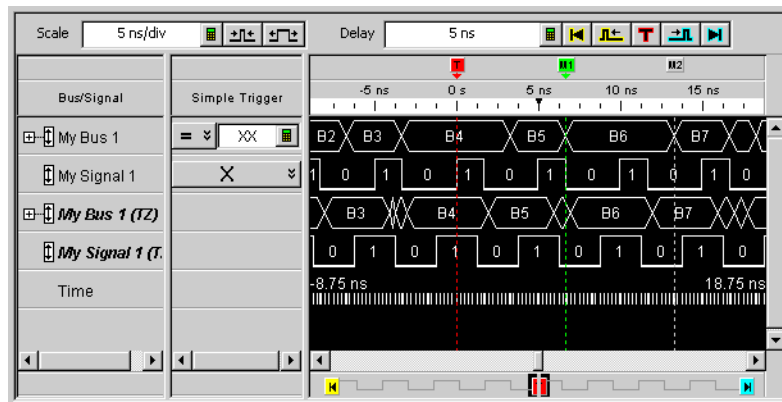 Scale 5 ns/div Delay 5 ns T
T M1 M2
Bus/Signal Simple Trigger -5 ns 0 s 5 ns 10 ns 15 ns
My Bus 1 = XX B2 B3 B4 B5 B6 B7
My Signal 1 X 1 0 1 0 1 0 1 0 1 0 1 0
My Bus 1 (TZ) B3 B4 B5 B6 B7
My Signal 1 (T. 0 1 0 1 0 1 0 1 0 1 0
Time -8.75 ns 18.75 ns